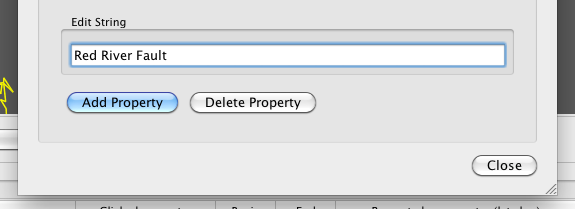 Edit String
Red River Fault
Add Property Delete Property
Close